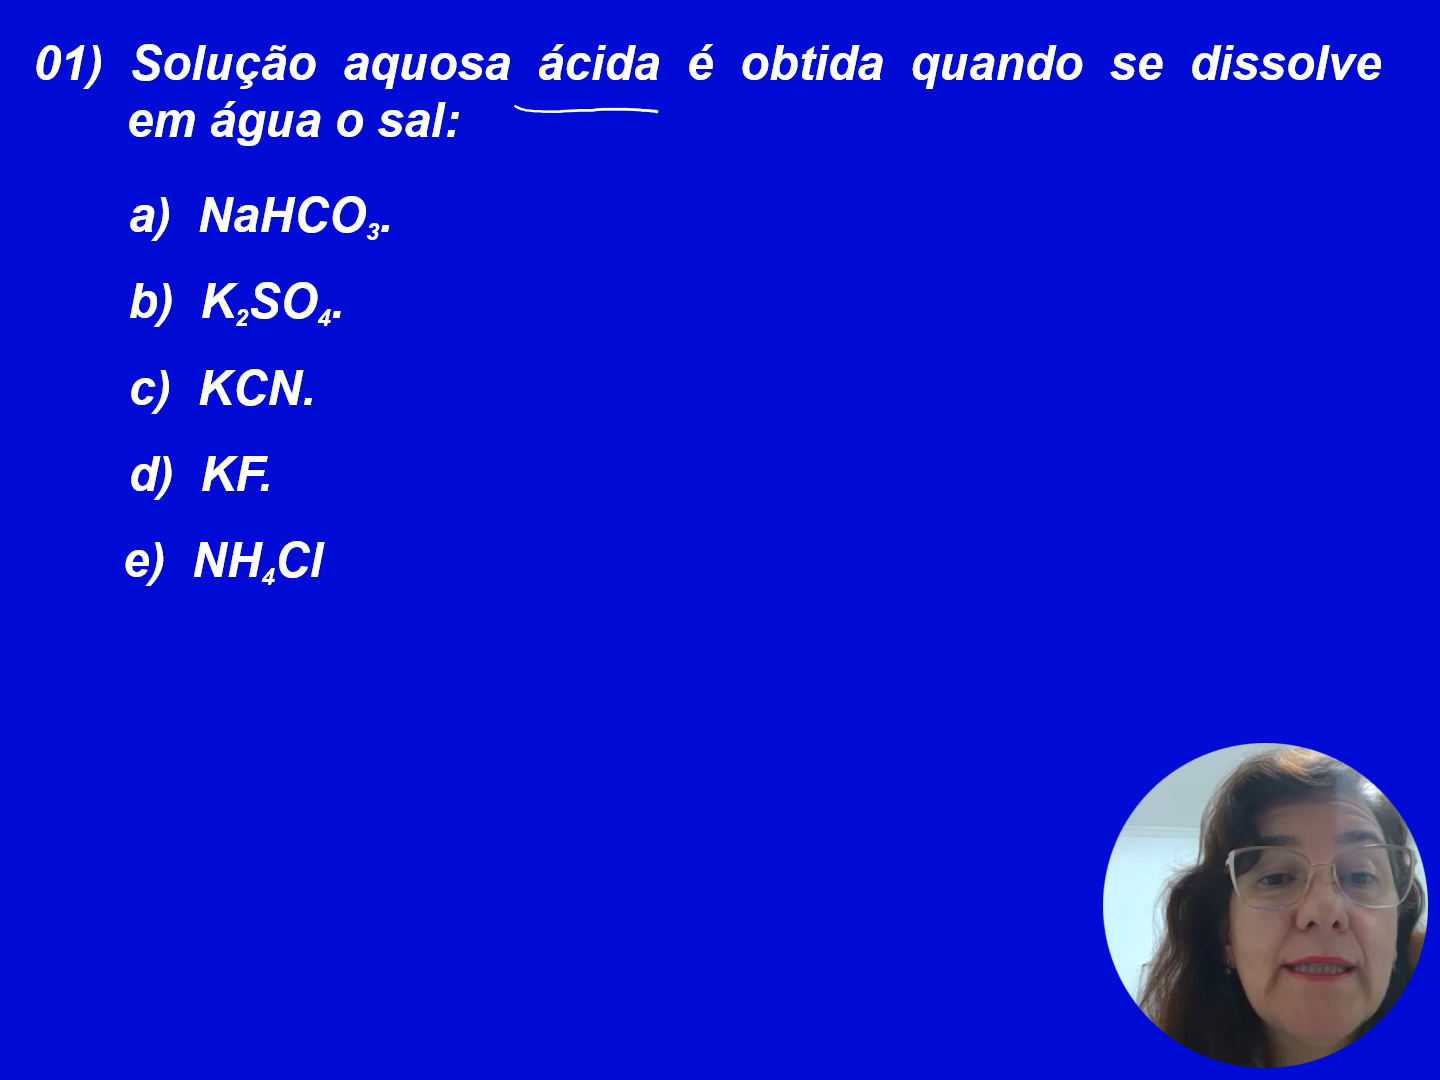 01) Solução aquosa ácida é obtida quando se dissolve
em água o sal:
a) NaHCO₃.
b) K₂SO₄.
c) KCN.
d) KF.
e) NH₄Cl